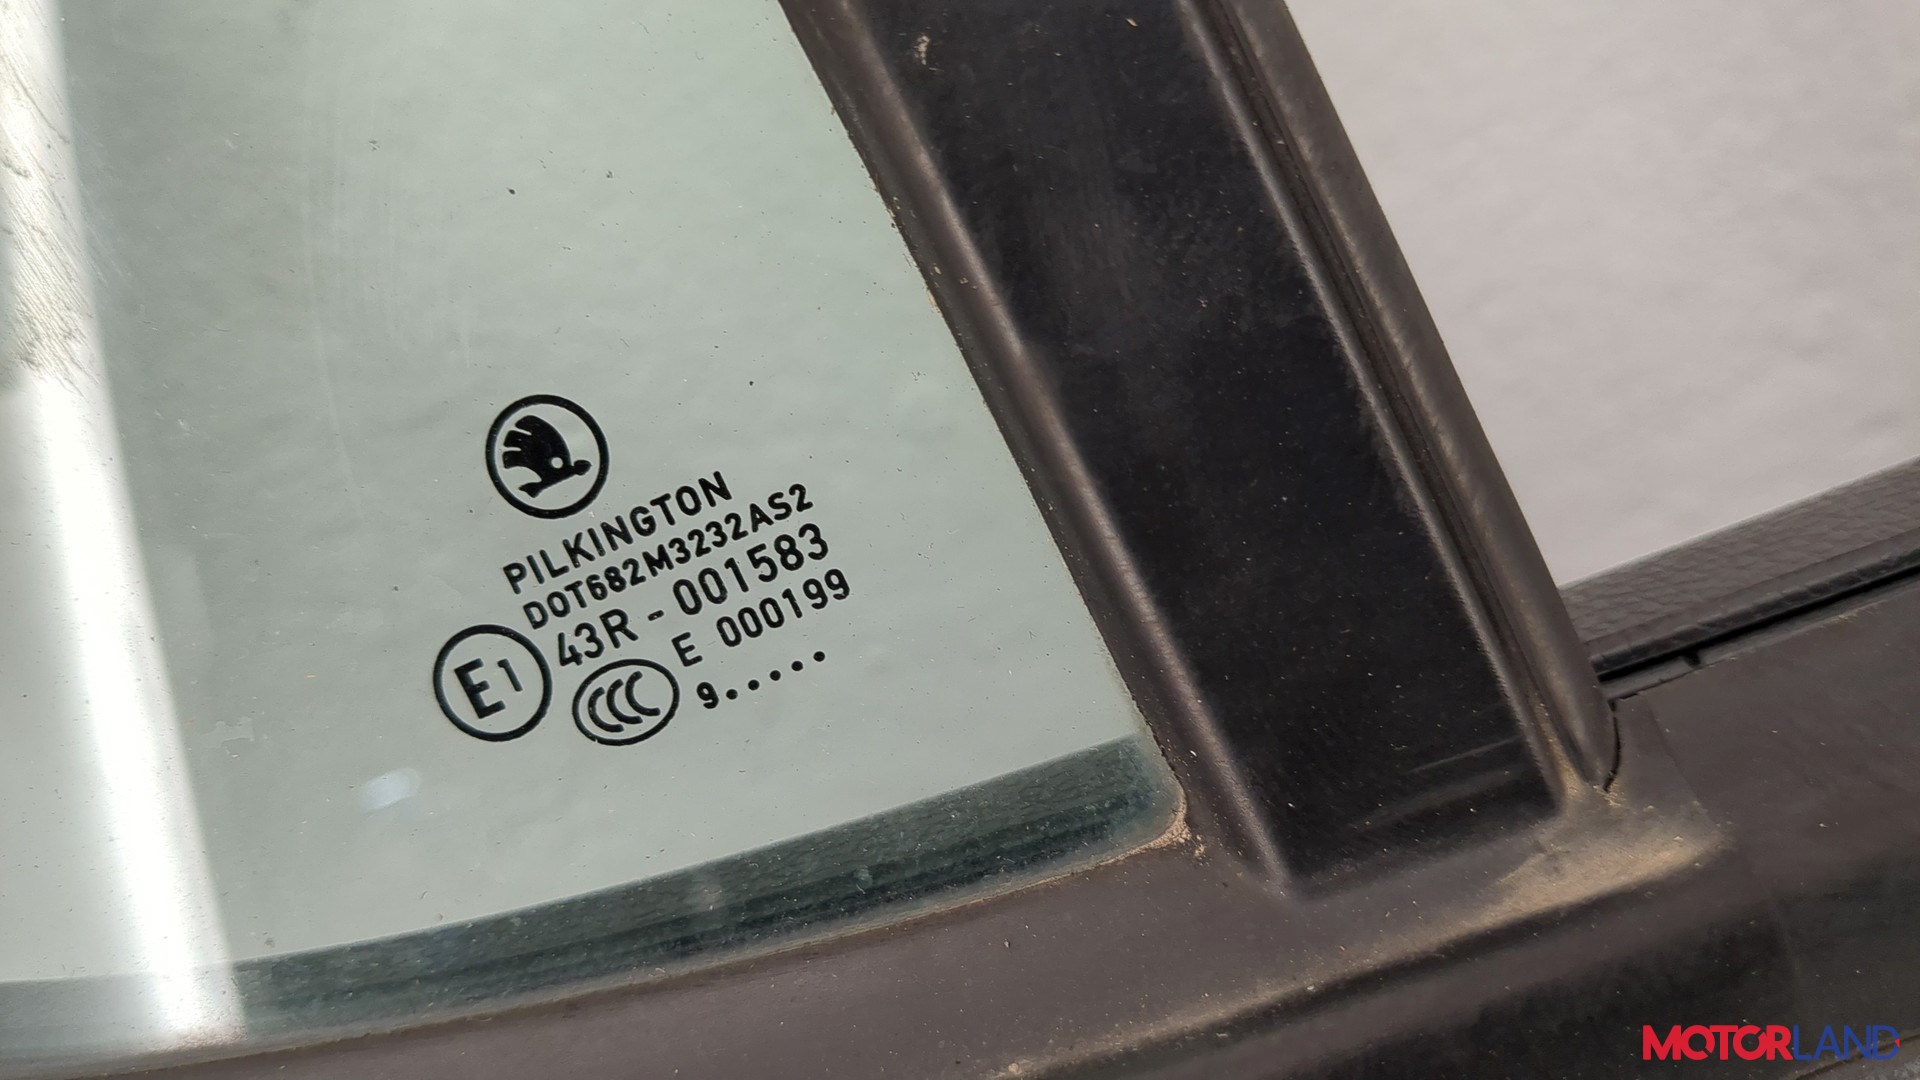 PILKINGTON
DOT682M3232AS2
43R - 001583
E1
E 000199
CCC
9.....
MOTORLAND